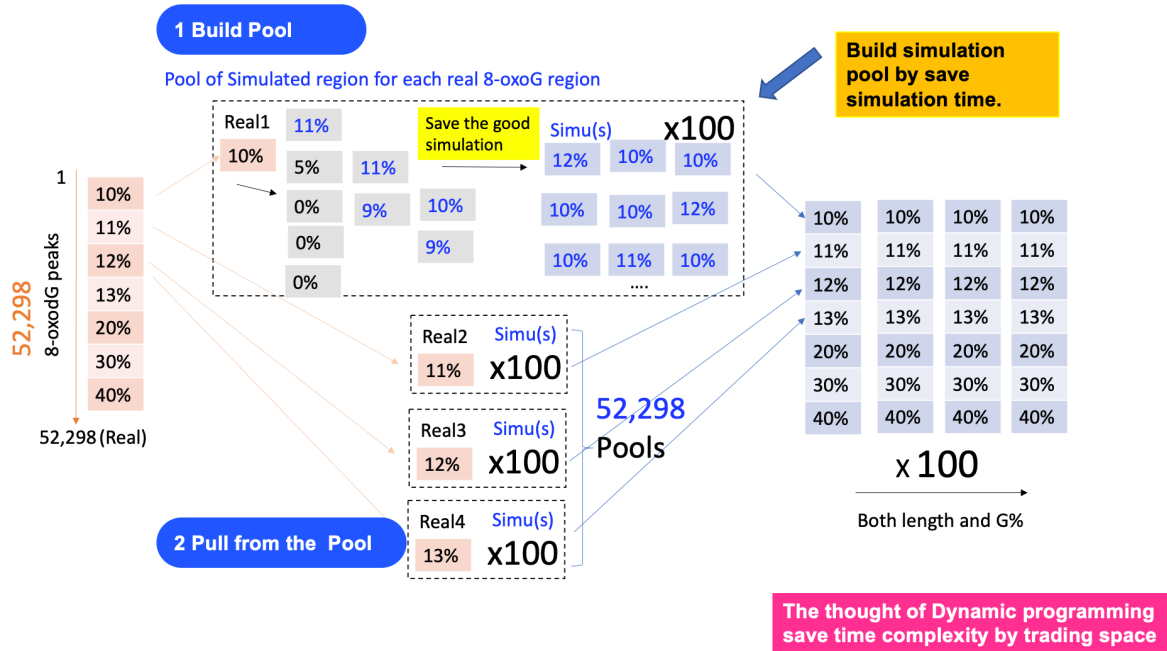 1 Build Pool
Build simulation
pool by save
simulation time.
Pool of Simulated region for each real 8-oxoG region
Real1
10%
11%
5%
0%
0%
0%
11%
9%
10%
9%
Save the good
simulation
Simu(s)
x100
12% 10% 10%
10% 10% 12%
10% 11% 10%
....
1
52,298
8-oxodG peaks
10%
11%
12%
13%
20%
30%
40%
52,298 (Real)
Real2 Simu(s)
11% x100
Real3 Simu(s)
12% x100
Real4 Simu(s)
13% x100
52,298
Pools
2 Pull from the Pool
10% 10% 10% 10%
11% 11% 11% 11%
12% 12% 12% 12%
13% 13% 13% 13%
20% 20% 20% 20%
30% 30% 30% 30%
40% 40% 40% 40%
x 100
Both length and G%
The thought of Dynamic programming
save time complexity by trading space